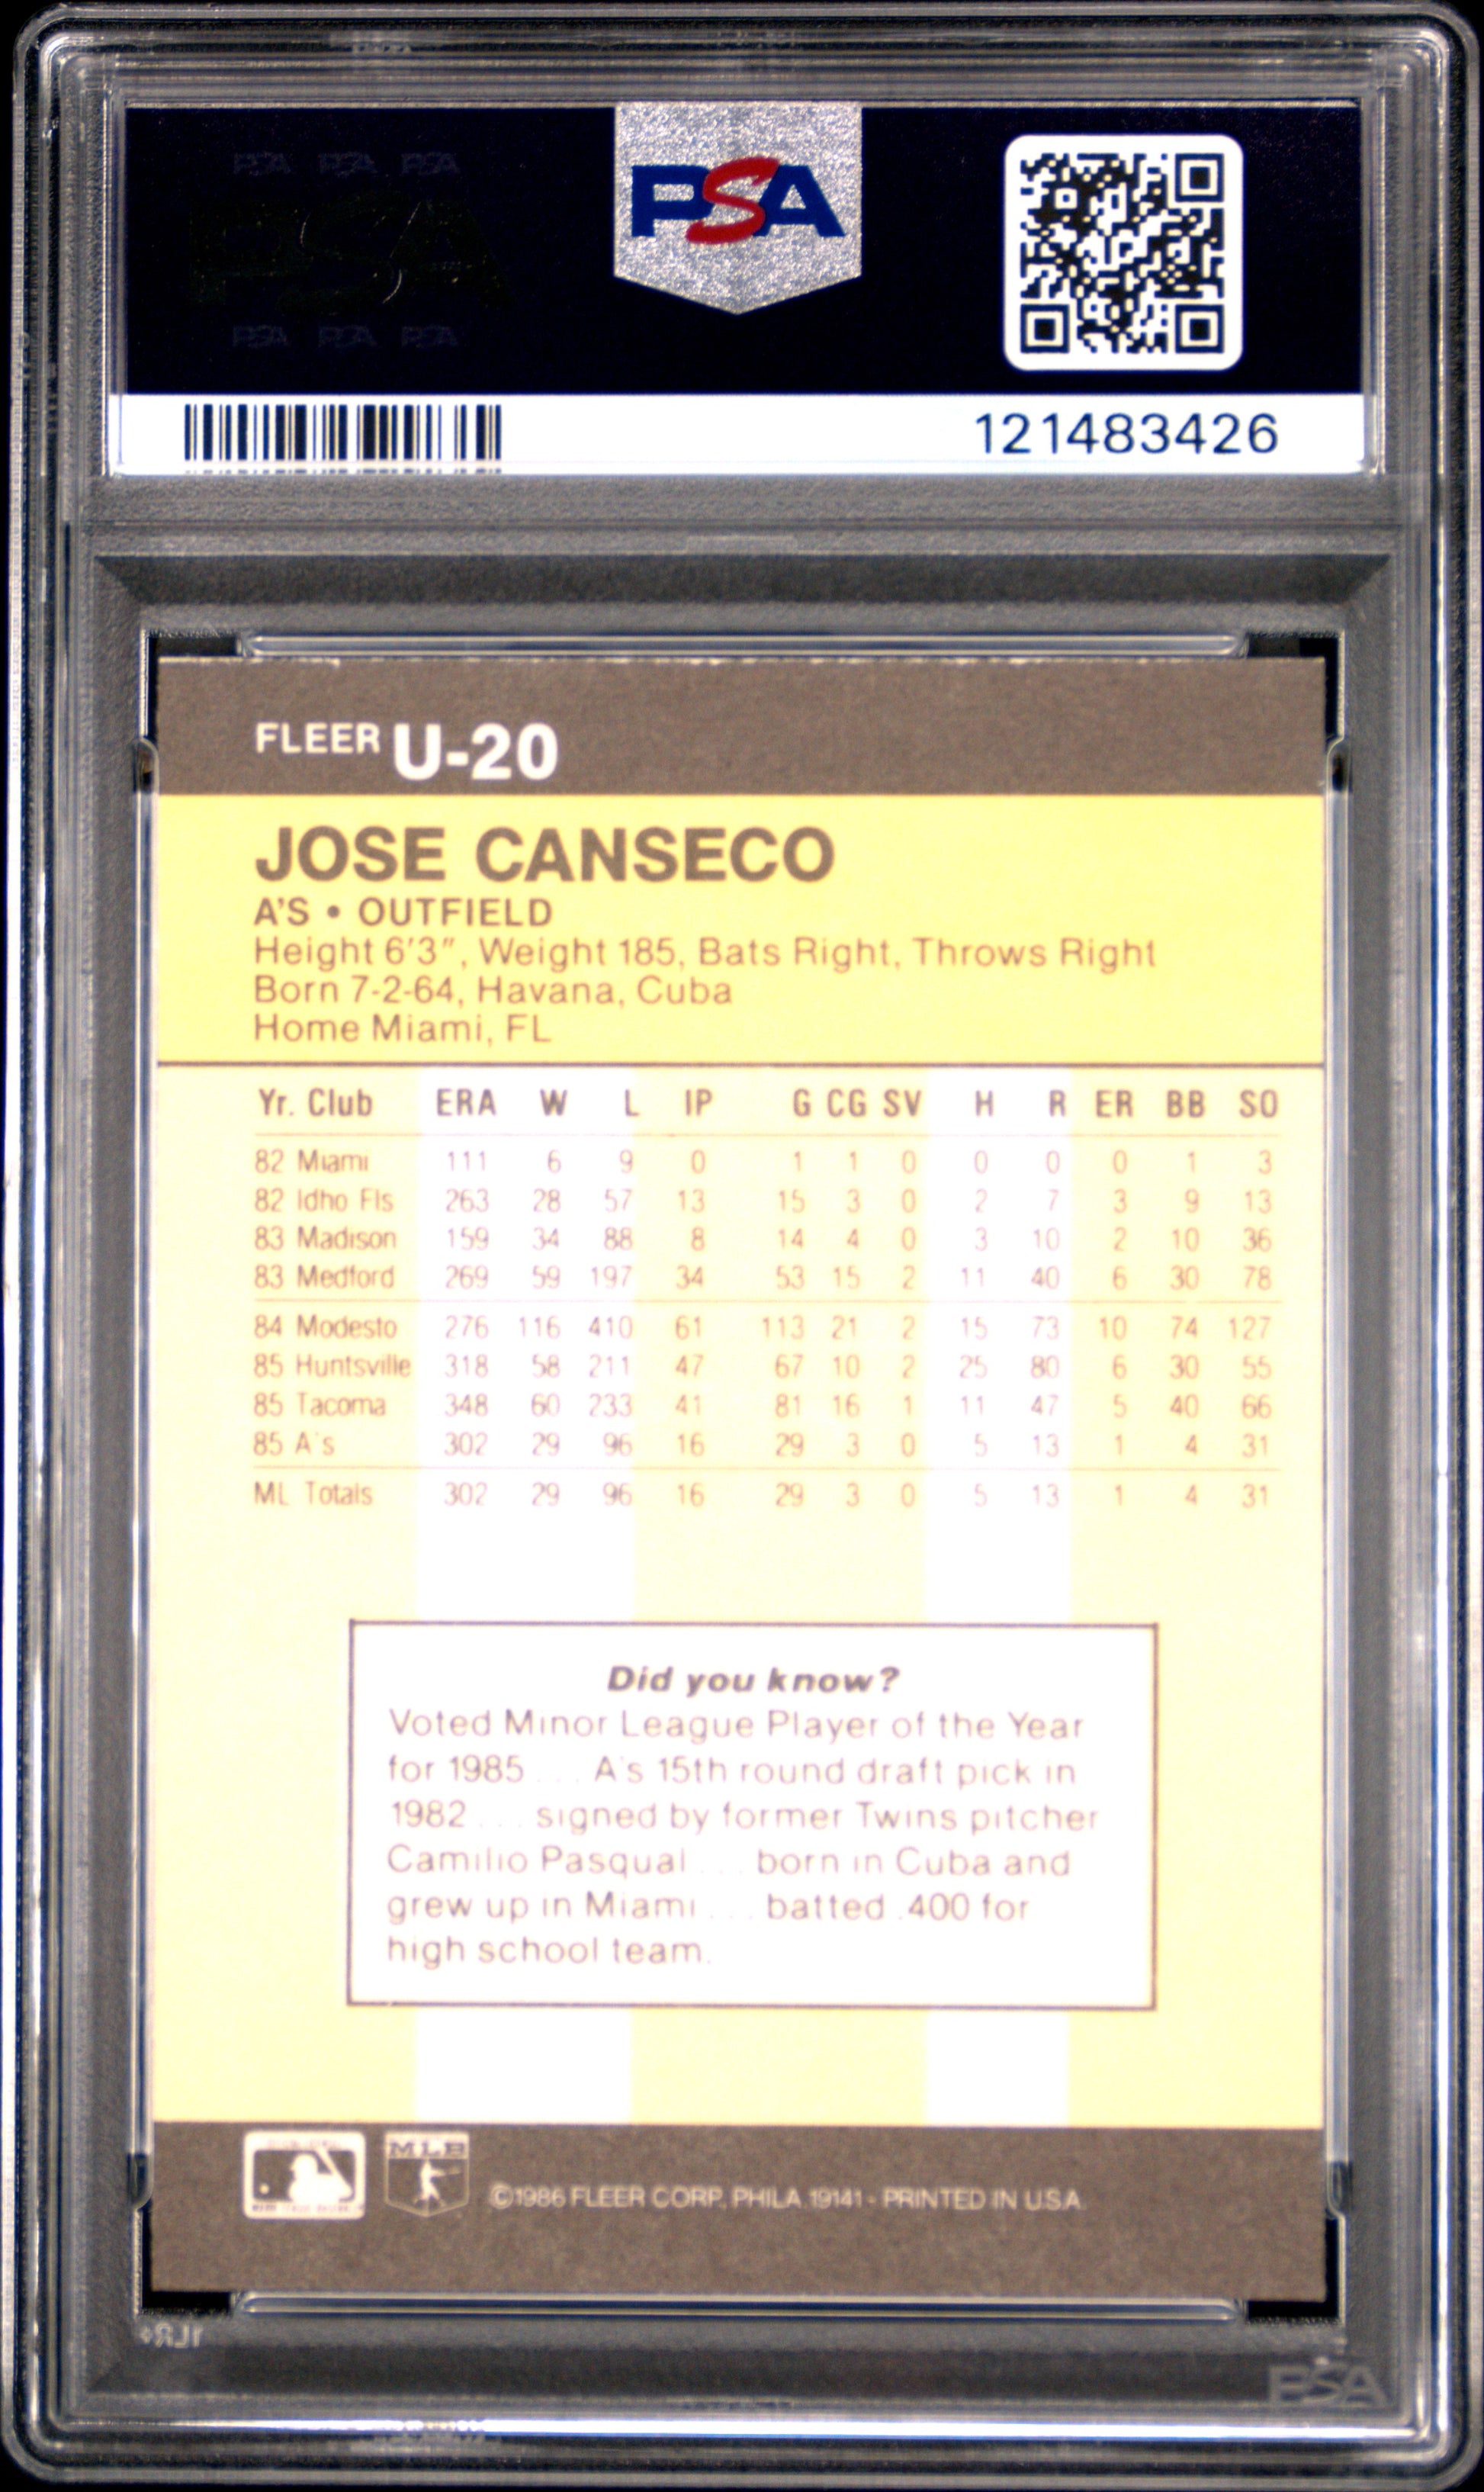 PSA PSA PSA
PSA
PSA PSA PSA
PSA
121483426
FLEER U-20
JOSE CANSECO
A'S • OUTFIELD
Height 6'3", Weight 185, Bats Right, Throws Right
Born 7-2-64, Havana, Cuba
Home Miami, FL
Yr. Club ERA W L IP G CG SV H R ER BB SO
82 Miami 111 6 9 0 1 1 0 0 0 0 1 3
82 Idho Fls 263 28 57 13 15 3 0 2 7 3 9 13
83 Madison 159 34 88 8 14 4 0 3 10 2 10 36
83 Medford 269 59 197 34 53 15 2 11 40 6 30 78
84 Modesto 276 116 410 61 113 21 2 15 73 10 74 127
85 Huntsville 318 58 211 47 67 10 2 25 80 6 30 55
85 Tacoma 348 60 233 41 81 16 1 11 47 5 40 66
85 A's 302 29 96 16 29 3 0 5 13 1 4 31
ML Totals 302 29 96 16 29 3 0 5 13 1 4 31
Did you know?
Voted Minor League Player of the Year
for 1985 . . . A's 15th round draft pick in
1982 . . . signed by former Twins pitcher
Camilio Pasqual . . . born in Cuba and
grew up in Miami . . . batted .400 for
high school team.
MLB
©1986 FLEER CORP. PHILA. 19141 - PRINTED IN U.S.A.
PSA